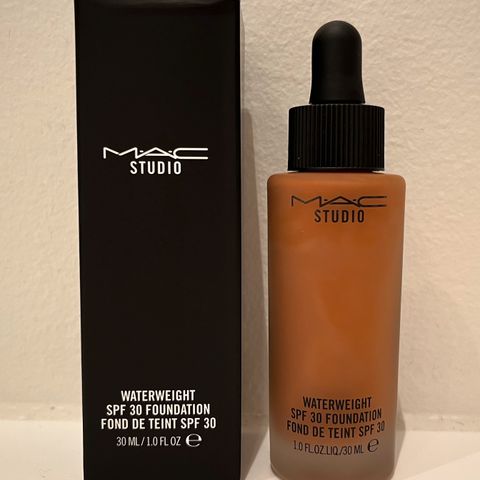 M·A·C
STUDIO
WATERWEIGHT
SPF 30 FOUNDATION
FOND DE TEINT SPF 30
30 ML / 1.0 FL OZ ℮
M·A·C
STUDIO
WATERWEIGHT
SPF 30 FOUNDATION
FOND DE TEINT SPF 30
1.0 FL.OZ.LIQ./30 ML ℮